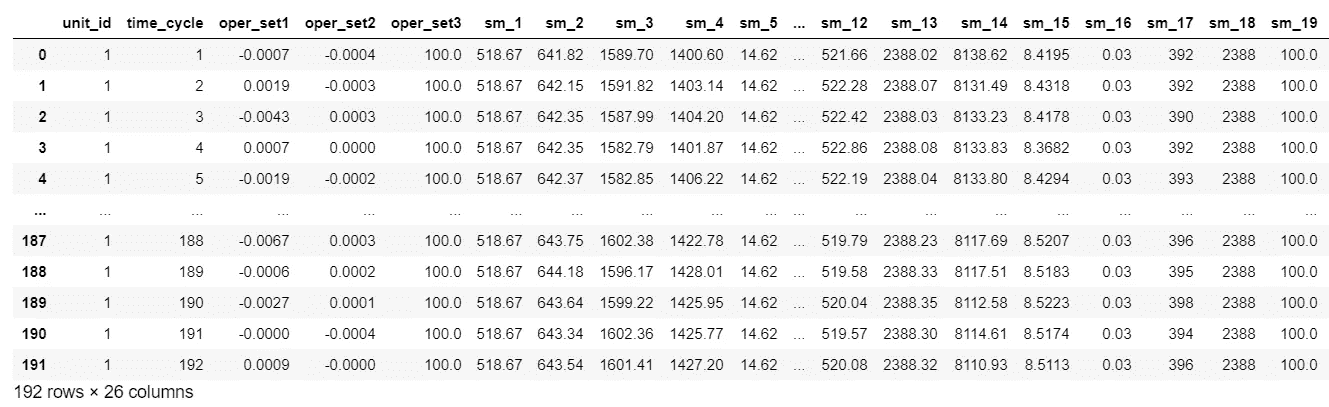 unit_id time_cycle oper_set1 oper_set2 oper_set3 sm_1 sm_2 sm_3 sm_4 sm_5 ... sm_12 sm_13 sm_14 sm_15 sm_16 sm_17 sm_18 sm_19
0 1 1 -0.0007 -0.0004 100.0 518.67 641.82 1589.70 1400.60 14.62 ... 521.66 2388.02 8138.62 8.4195 0.03 392 2388 100.0
1 1 2 0.0019 -0.0003 100.0 518.67 642.15 1591.82 1403.14 14.62 ... 522.28 2388.07 8131.49 8.4318 0.03 392 2388 100.0
2 1 3 -0.0043 0.0003 100.0 518.67 642.35 1587.99 1404.20 14.62 ... 522.42 2388.03 8133.23 8.4178 0.03 390 2388 100.0
3 1 4 0.0007 0.0000 100.0 518.67 642.35 1582.79 1401.87 14.62 ... 522.86 2388.08 8133.83 8.3682 0.03 392 2388 100.0
4 1 5 -0.0019 -0.0002 100.0 518.67 642.37 1582.85 1406.22 14.62 ... 522.19 2388.04 8133.80 8.4294 0.03 393 2388 100.0
... ... ... ... ... ... ... ... ... ... ... ... ... ... ... ... ... ... ... ...
187 1 188 -0.0067 0.0003 100.0 518.67 643.75 1602.38 1422.78 14.62 ... 519.79 2388.23 8117.69 8.5207 0.03 396 2388 100.0
188 1 189 -0.0006 0.0002 100.0 518.67 644.18 1596.17 1428.01 14.62 ... 519.58 2388.33 8117.51 8.5183 0.03 395 2388 100.0
189 1 190 -0.0027 0.0001 100.0 518.67 643.64 1599.22 1425.95 14.62 ... 520.04 2388.35 8112.58 8.5223 0.03 398 2388 100.0
190 1 191 -0.0000 -0.0004 100.0 518.67 643.34 1602.36 1425.77 14.62 ... 519.57 2388.30 8114.61 8.5174 0.03 394 2388 100.0
191 1 192 0.0009 -0.0000 100.0 518.67 643.54 1601.41 1427.20 14.62 ... 520.08 2388.32 8110.93 8.5113 0.03 396 2388 100.0
192 rows × 26 columns